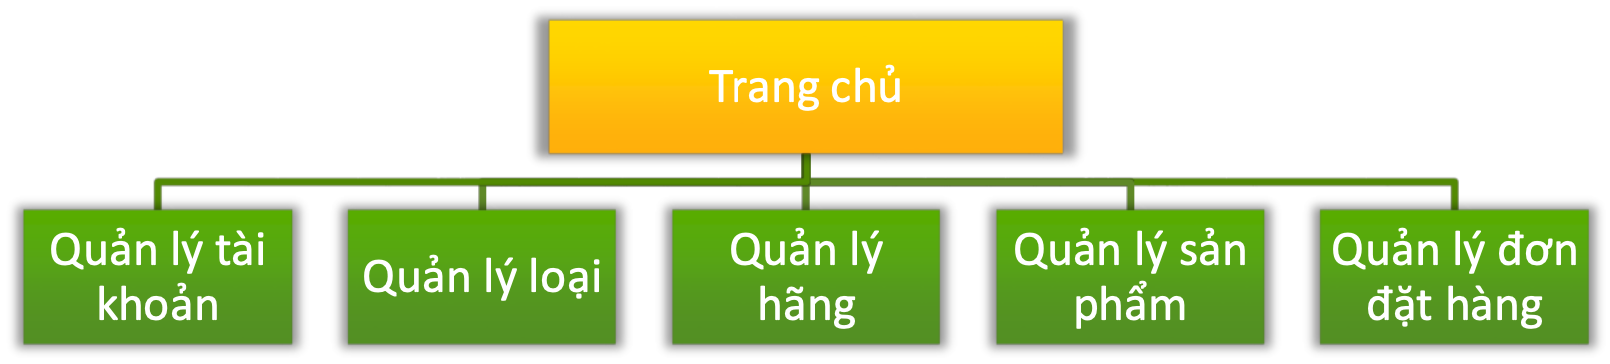 Trang chủ
Quản lý tài
khoản
Quản lý loại
Quản lý
hãng
Quản lý sản
phẩm
Quản lý đơn
đặt hàng